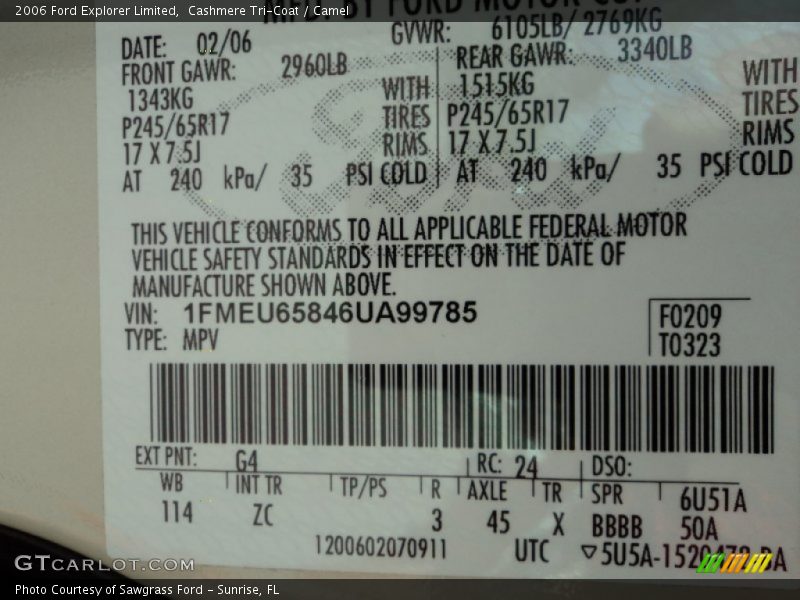 2006 Ford Explorer Limited, Cashmere Tri-Coat / Camel
MFD. BY FORD MOTOR
DATE: 02/06 GVWR: 6105LB/ 2769KG
FRONT GAWR: 2960LB REAR GAWR: 3340LB
1343KG WITH 1515KG WITH
P245/65R17 TIRES P245/65R17 TIRES
17 X 7.5J RIMS 17 X 7.5J RIMS
AT 240 kPa/ 35 PSI COLD AT 240 kPa/ 35 PSI COLD
THIS VEHICLE CONFORMS TO ALL APPLICABLE FEDERAL MOTOR
VEHICLE SAFETY STANDARDS IN EFFECT ON THE DATE OF
MANUFACTURE SHOWN ABOVE.
VIN: 1FMEU65846UA99785 F0209
TYPE: MPV T0323
EXT PNT: G4 RC: 24 DSO:
WB INT TR TP/PS R AXLE TR SPR 6U51A
114 ZC 3 45 X BBBB 50A
1200602070911 UTC
GTCARLOT.COM
Photo Courtesy of Sawgrass Ford - Sunrise, FL